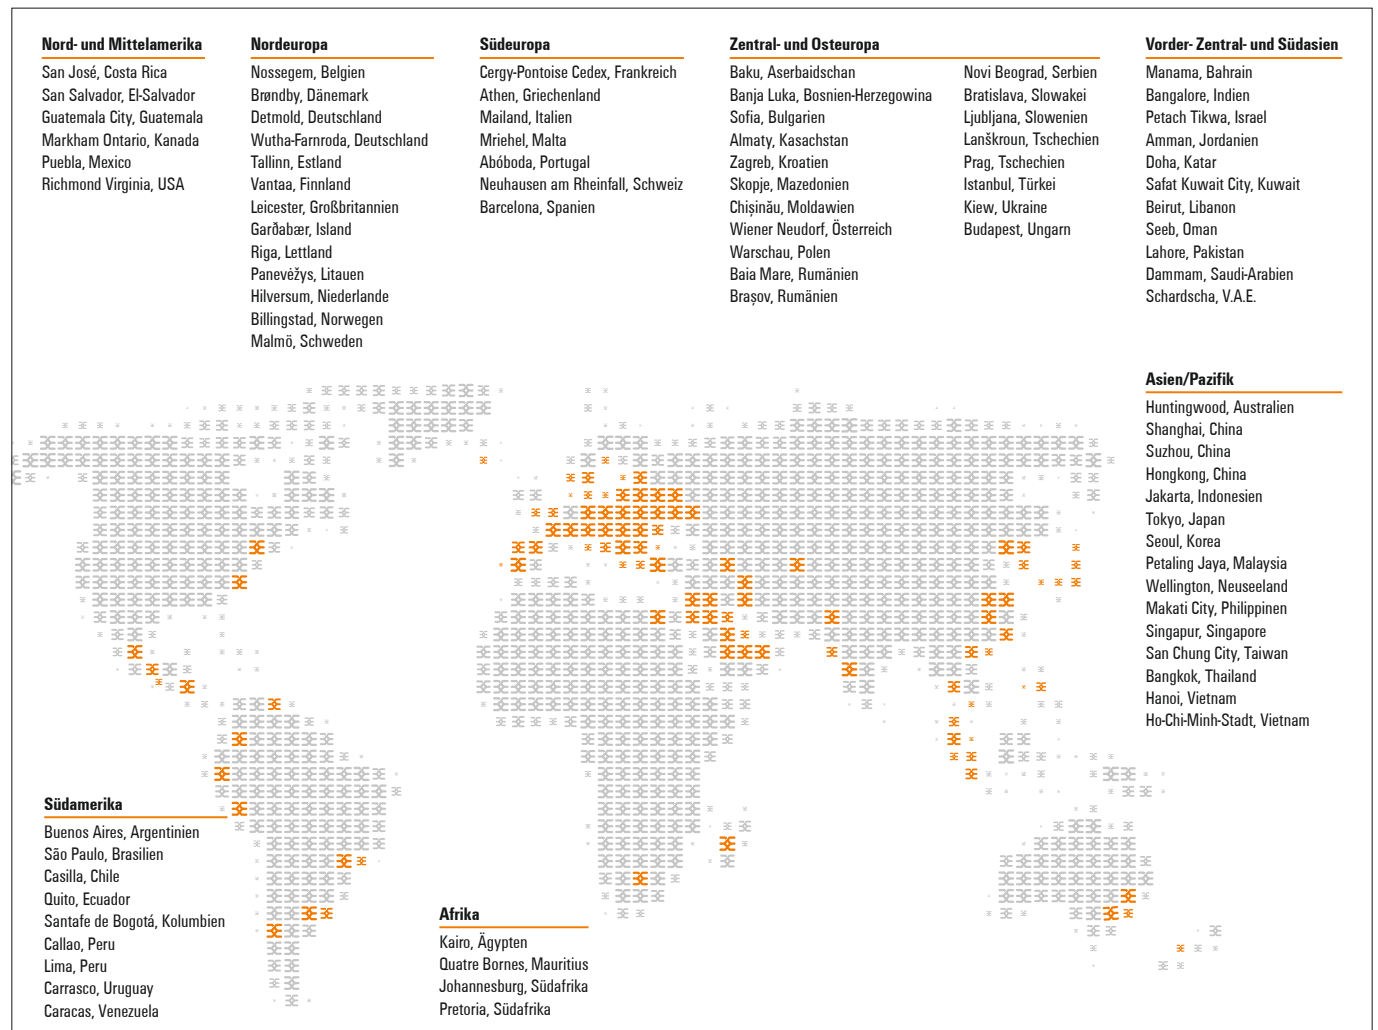 Nord- und Mittelamerika
San José, Costa Rica
San Salvador, El-Salvador
Guatemala City, Guatemala
Markham Ontario, Kanada
Puebla, Mexico
Richmond Virginia, USA
Nordeuropa
Nossegem, Belgien
Brøndby, Dänemark
Detmold, Deutschland
Wutha-Farnroda, Deutschland
Tallinn, Estland
Vantaa, Finnland
Leicester, Großbritannien
Garðabær, Island
Riga, Lettland
Panevėžys, Litauen
Hilversum, Niederlande
Billingstad, Norwegen
Malmö, Schweden
Südeuropa
Cergy-Pontoise Cedex, Frankreich
Athen, Griechenland
Mailand, Italien
Mriehel, Malta
Abóboda, Portugal
Neuhausen am Rheinfall, Schweiz
Barcelona, Spanien
Zentral- und Osteuropa
Baku, Aserbaidschan
Banja Luka, Bosnien-Herzegowina
Sofia, Bulgarien
Almaty, Kasachstan
Zagreb, Kroatien
Skopje, Mazedonien
Chișinău, Moldawien
Wiener Neudorf, Österreich
Warschau, Polen
Baia Mare, Rumänien
Brașov, Rumänien
Novi Beograd, Serbien
Bratislava, Slowakei
Ljubljana, Slowenien
Lanškroun, Tschechien
Prag, Tschechien
Istanbul, Türkei
Kiew, Ukraine
Budapest, Ungarn
Vorder- Zentral- und Südasien
Manama, Bahrain
Bangalore, Indien
Petach Tikwa, Israel
Amman, Jordanien
Doha, Katar
Safat Kuwait City, Kuwait
Beirut, Libanon
Seeb, Oman
Lahore, Pakistan
Dammam, Saudi-Arabien
Schardscha, V.A.E.
Asien/Pazifik
Huntingwood, Australien
Shanghai, China
Suzhou, China
Hongkong, China
Jakarta, Indonesien
Tokyo, Japan
Seoul, Korea
Petaling Jaya, Malaysia
Wellington, Neuseeland
Makati City, Philippinen
Singapur, Singapore
San Chung City, Taiwan
Bangkok, Thailand
Hanoi, Vietnam
Ho-Chi-Minh-Stadt, Vietnam
Südamerika
Buenos Aires, Argentinien
São Paulo, Brasilien
Casilla, Chile
Quito, Ecuador
Santafe de Bogotá, Kolumbien
Callao, Peru
Lima, Peru
Carrasco, Uruguay
Caracas, Venezuela
Afrika
Kairo, Ägypten
Quatre Bornes, Mauritius
Johannesburg, Südafrika
Pretoria, Südafrika